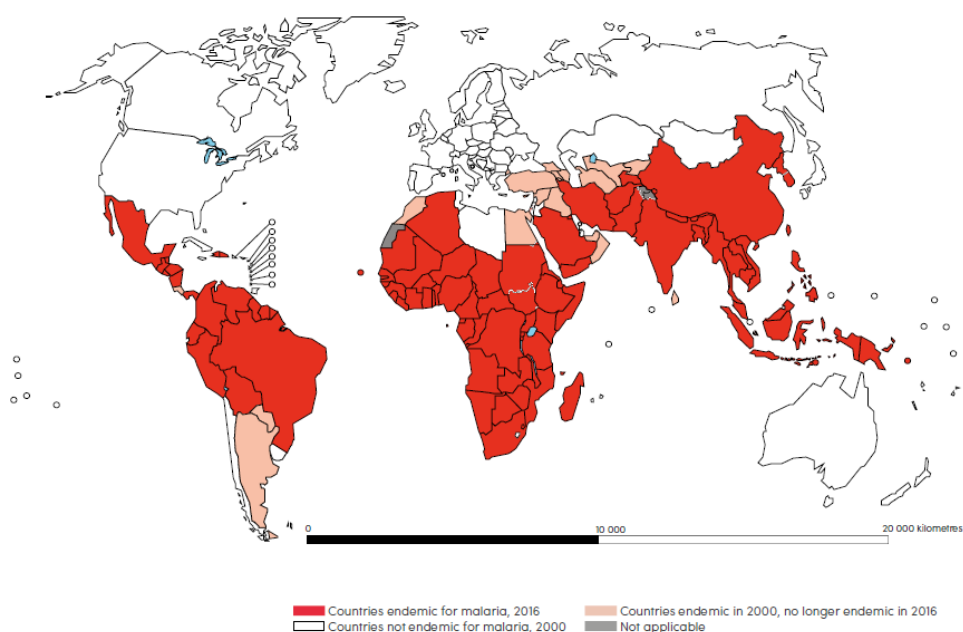 0 10 000 20 000 kilometres
Countries endemic for malaria, 2016 Countries endemic in 2000, no longer endemic in 2016
Countries not endemic for malaria, 2000 Not applicable